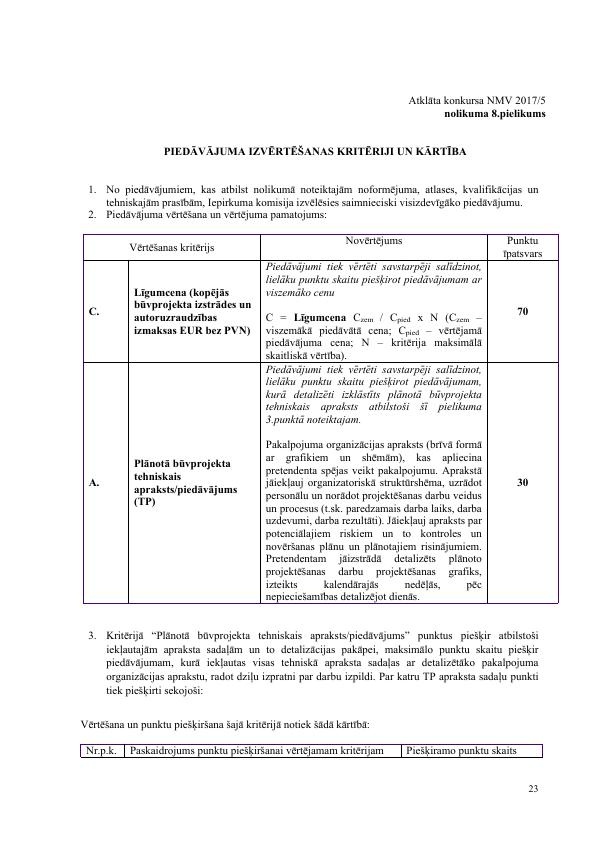 Atklāta konkursa NMV 2017/5
nolikuma 8.pielikums
PIEDĀVĀJUMA IZVĒRTĒŠANAS KRITĒRIJI UN KĀRTĪBA
1. No piedāvājumiem, kas atbilst nolikumā noteiktajām noformējuma, atlases, kvalifikācijas un
tehniskajām prasībām, Iepirkuma komisija izvēlēsies saimnieciski visizdevīgāko piedāvājumu.
2. Piedāvājuma vērtēšana un vērtējuma pamatojums:
Vērtēšanas kritērijs
Novērtējums
Punktu
īpatsvars
C.
Līgumcena (kopējās
būvprojekta izstrādes un
autoruzraudzības
izmaksas EUR bez PVN)
Piedāvājumi tiek vērtēti savstarpēji salīdzinot,
lielāku punktu skaitu piešķirot piedāvājumam ar
viszemāko cenu
C = Līgumcena Czem / Cpied x N (Czem –
viszemākā piedāvātā cena; Cpied – vērtējamā
piedāvājuma cena; N – kritērija maksimālā
skaitliskā vērtība).
70
A.
Plānotā būvprojekta
tehniskais
apraksts/piedāvājums
(TP)
Piedāvājumi tiek vērtēti savstarpēji salīdzinot,
lielāku punktu skaitu piešķirot piedāvājumam,
kurā detalizēti izklāstīts plānotā būvprojekta
tehniskais apraksts atbilstoši šī pielikuma
3.punktā noteiktajam.
Pakalpojuma organizācijas apraksts (brīvā formā
ar grafikiem un shēmām), kas apliecina
pretendenta spējas veikt pakalpojumu. Aprakstā
jāiekļauj organizatoriskā struktūrshēma, uzrādot
personālu un norādot projektēšanas darbu veidus
un procesus (t.sk. paredzamais darba laiks, darba
uzdevumi, darba rezultāti). Jāiekļauj apraksts par
potenciālajiem riskiem un to kontroles un
novēršanas plānu un plānotajiem risinājumiem.
Pretendentam jāizstrādā detalizēts plānoto
projektēšanas darbu projektēšanas grafiks,
izteikts kalendārajās nedēļās, pēc
nepieciešamības detalizējot dienās.
30
3. Kritērijā “Plānotā būvprojekta tehniskais apraksts/piedāvājums” punktus piešķir atbilstoši
iekļautajām apraksta sadaļām un to detalizācijas pakāpei, maksimālo punktu skaitu piešķir
piedāvājumam, kurā iekļautas visas tehniskā apraksta sadaļas ar detalizētāko pakalpojuma
organizācijas aprakstu, radot dziļu izpratni par darbu izpildi. Par katru TP apraksta sadaļu punkti
tiek piešķirti sekojoši:
Vērtēšana un punktu piešķiršana šajā kritērijā notiek šādā kārtībā:
Nr.p.k. Paskaidrojums punktu piešķiršanai vērtējamam kritērijam Piešķiramo punktu skaits
23